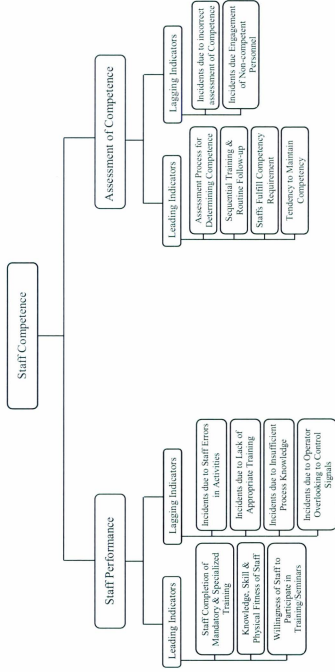 Staff Competence
Staff Performance
Leading Indicators
Staff Completion of
Mandatory & Specialized
Training
Knowledge, Skill &
Physical Fitness of Staff
Willingness of Staff to
Participate in
Training/Seminars
Lagging Indicators
Incidents due to Staff Errors
in Activities
Incidents due to Lack of
Appropriate Training
Incidents due to Insufficient
Process Knowledge
Incidents due to Operator
Overlooking to Control
Signals
Assessment of Competence
Leading Indicators
Assessment Process for
Determining Competence
Sequential Training &
Routine Follow-up
Staffs Fulfill Competency
Requirement
Tendency to Maintain
Competency
Lagging Indicators
Incidents due to incorrect
assessment of Competence
Incidents due Engagement
of Non-competent
Personnel